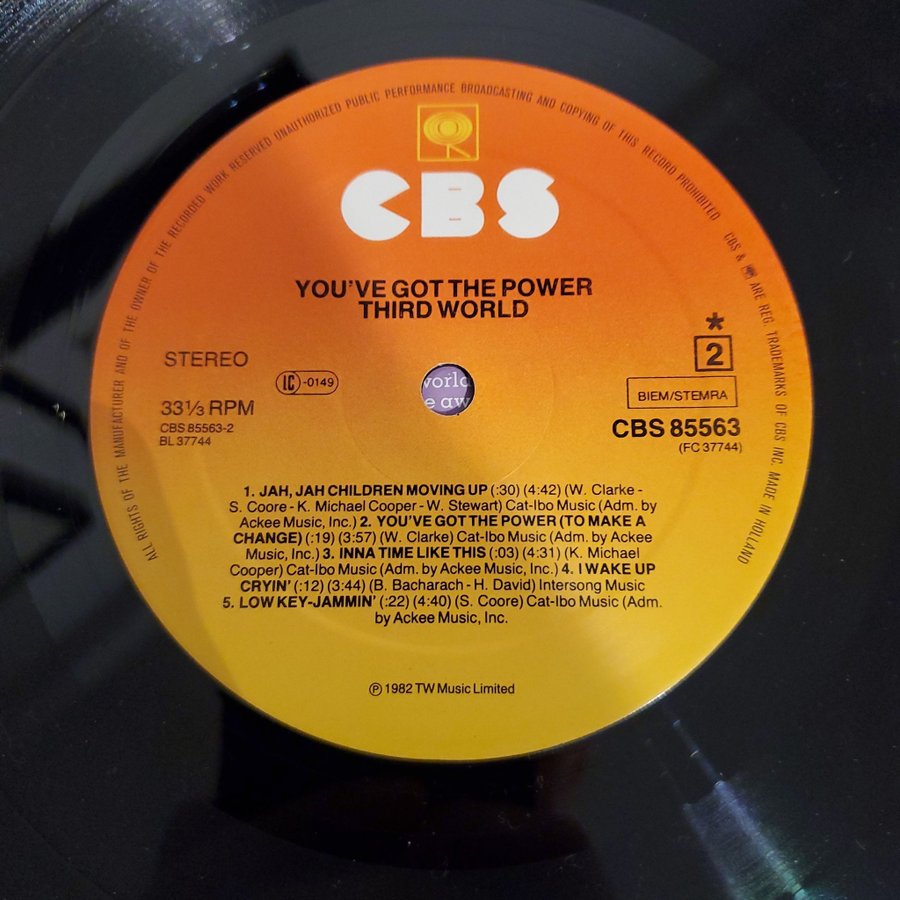 ALL RIGHTS OF THE MANUFACTURER AND OF THE OWNER OF THE RECORDED WORK RESERVED UNAUTHORIZED PUBLIC PERFORMANCE BROADCASTING AND COPYING OF THIS RECORD PROHIBITED
CBS & ARE REG. TRADEMARKS OF CBS INC. MADE IN HOLLAND
CBS
YOU'VE GOT THE POWER
THIRD WORLD
STEREO
*
2
LC -0149
world
e aw
BIEM/STEMRA
33⅓ RPM
CBS 85563-2
BL 37744
CBS 85563
(FC 37744)
1. JAH, JAH CHILDREN MOVING UP (:30) (4:42) (W. Clarke -
S. Coore - K. Michael Cooper - W. Stewart) Cat-Ibo Music (Adm. by
Ackee Music, Inc.) 2. YOU'VE GOT THE POWER (TO MAKE A
CHANGE) (:19) (3:57) (W. Clarke) Cat-Ibo Music (Adm. by Ackee
Music, Inc.) 3. INNA TIME LIKE THIS (:03) (4:31) (K. Michael
Cooper) Cat-Ibo Music (Adm. by Ackee Music, Inc.) 4. I WAKE UP
CRYIN' (:12) (3:44) (B. Bacharach - H. David) Intersong Music
5. LOW KEY-JAMMIN' (:22) (4:40) (S. Coore) Cat-Ibo Music (Adm.
by Ackee Music, Inc.
℗ 1982 TW Music Limited